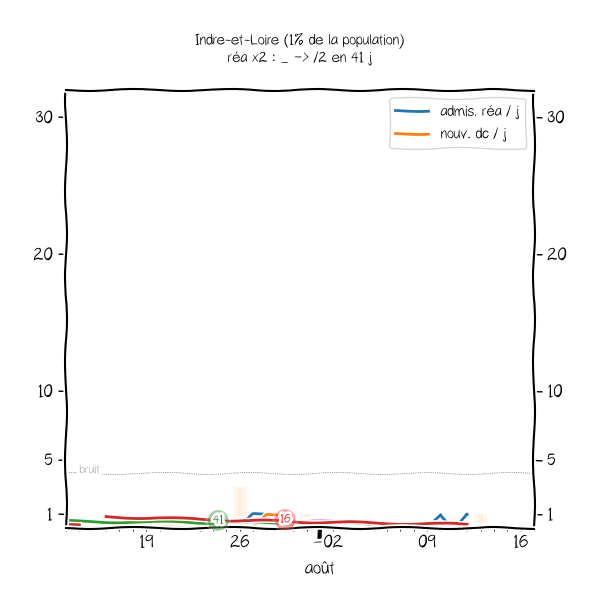 Indre-et-Loire (1% de la population)
réa x2 : _ -> /2 en 41 j
admis. réa / j
nouv. dc / j
30
30
20
20
10
10
5
5
bruit
1
41
16
1
19
26
02
09
16
août